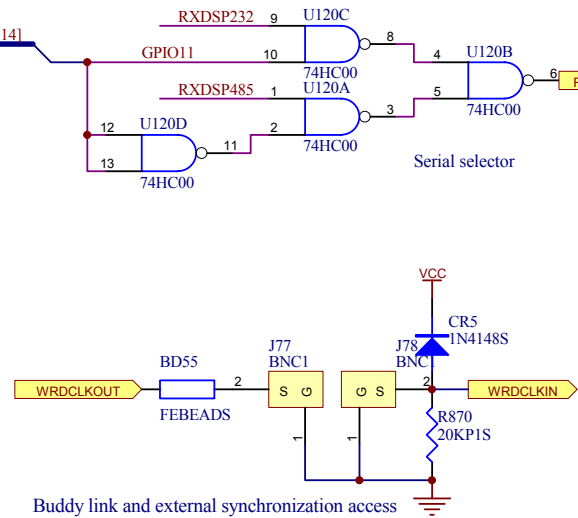 14]
RXDSP232
9
U120C
8
GPIO11
10
74HC00
4
U120B
6
RXDSP485
1
U120A
3
5
74HC00
12
U120D
11
2
74HC00
13
74HC00
Serial selector
VCC
CR5
1N4148S
J77
BNC1
J78
BNC1
BD55
WRDCLKOUT
2
S G
G S
2
WRDCLKIN
FEBEADS
R870
20KP1S
1
1
Buddy link and external synchronization access